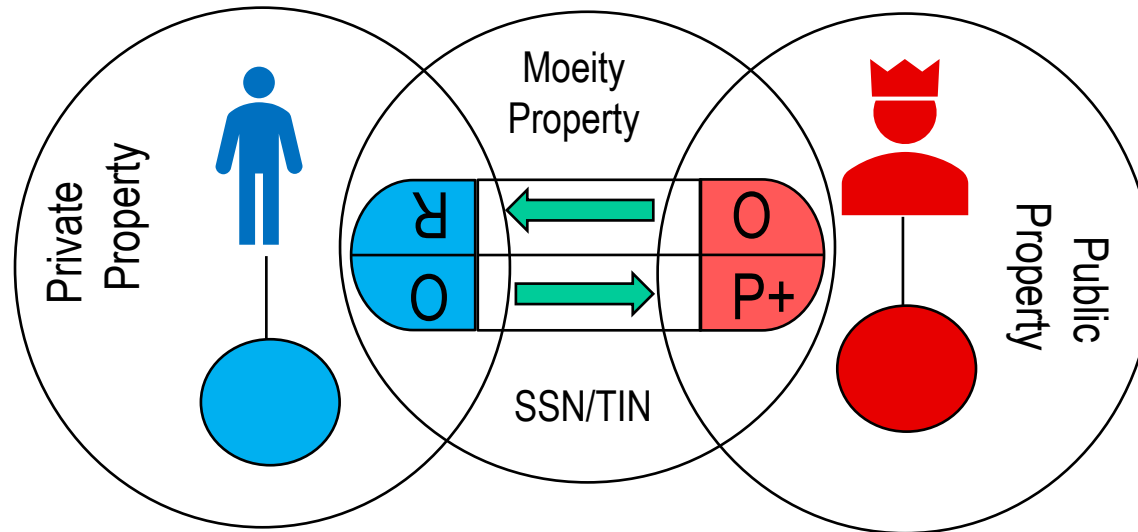 Private
Property
Moeity
Property
R
O
O
P+
SSN/TIN
Public
Property